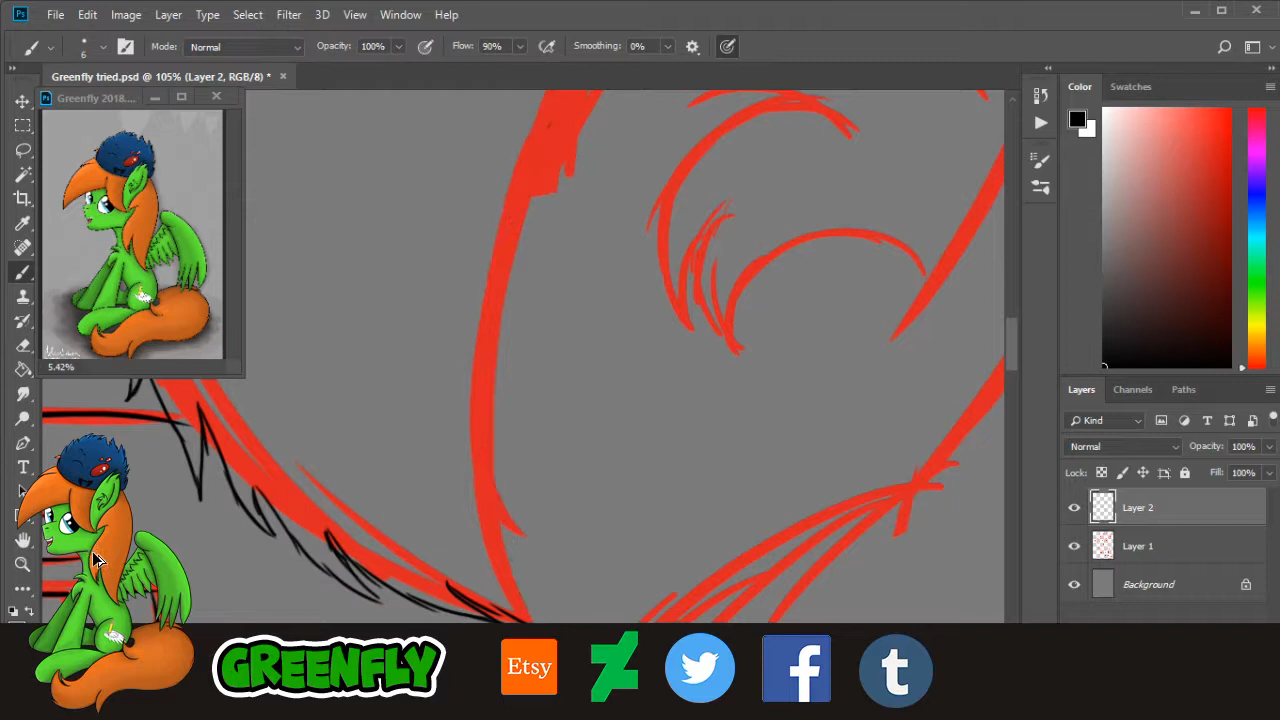 Ps File Edit Image Layer Type Select Filter 3D View Window Help
6 Mode: Normal Opacity: 100% Flow: 90% Smoothing: 0%
Greenfly tried.psd @ 105% (Layer 2, RGB/8) *
Greenfly 2018....
5.42%
Color Swatches
Layers Channels Paths
Kind
Normal Opacity: 100%
Lock: Fill: 100%
Layer 2
Layer 1
Background
GREENFLY Etsy f t